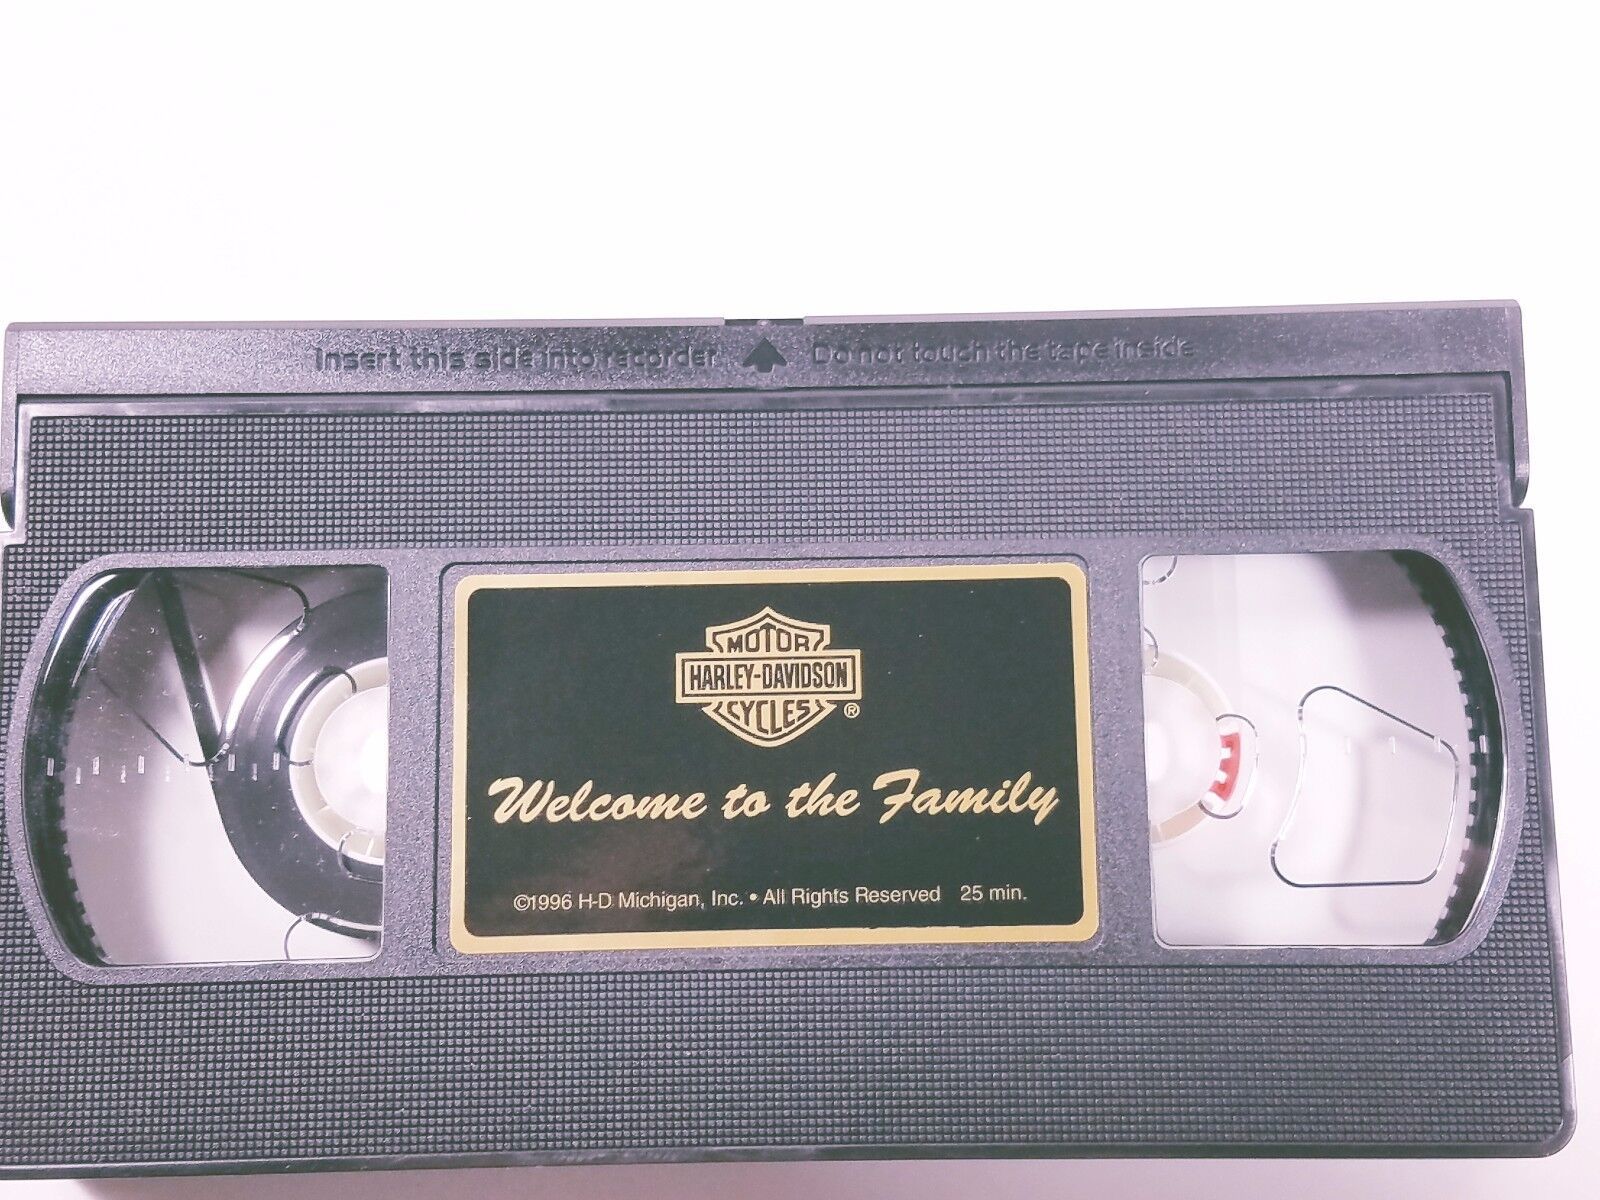 Insert this side into recorder Do not touch the tape inside
MOTOR
HARLEY-DAVIDSON
CYCLES ®
Welcome to the Family
©1996 H-D Michigan, Inc. • All Rights Reserved 25 min.